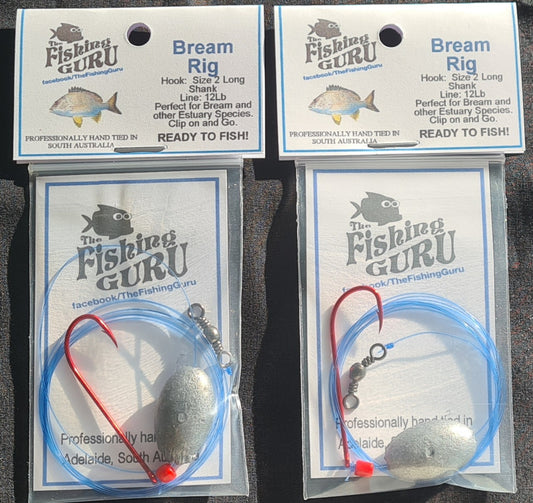 The
Fishing
GURU
facebook/TheFishingGuru
PROFESSIONALLY HAND TIED IN
SOUTH AUSTRALIA
Bream
Rig
Hook: Size 2 Long
Shank
Line: 12Lb
Perfect for Bream and
other Estuary Species.
Clip on and Go.
READY TO FISH!
The
Fishing
GURU
facebook/TheFishingGuru
Professionally hand
Adelaide, South Australia
The
Fishing
GURU
facebook/TheFishingGuru
PROFESSIONALLY HAND TIED IN
SOUTH AUSTRALIA
Bream
Rig
Hook: Size 2 Long
Shank
Line: 12Lb
Perfect for Bream and
other Estuary Species.
Clip on and Go.
READY TO FISH!
The
Fishing
GURU
facebook/TheFishingGuru
Professionally hand tied in
Adelaide,